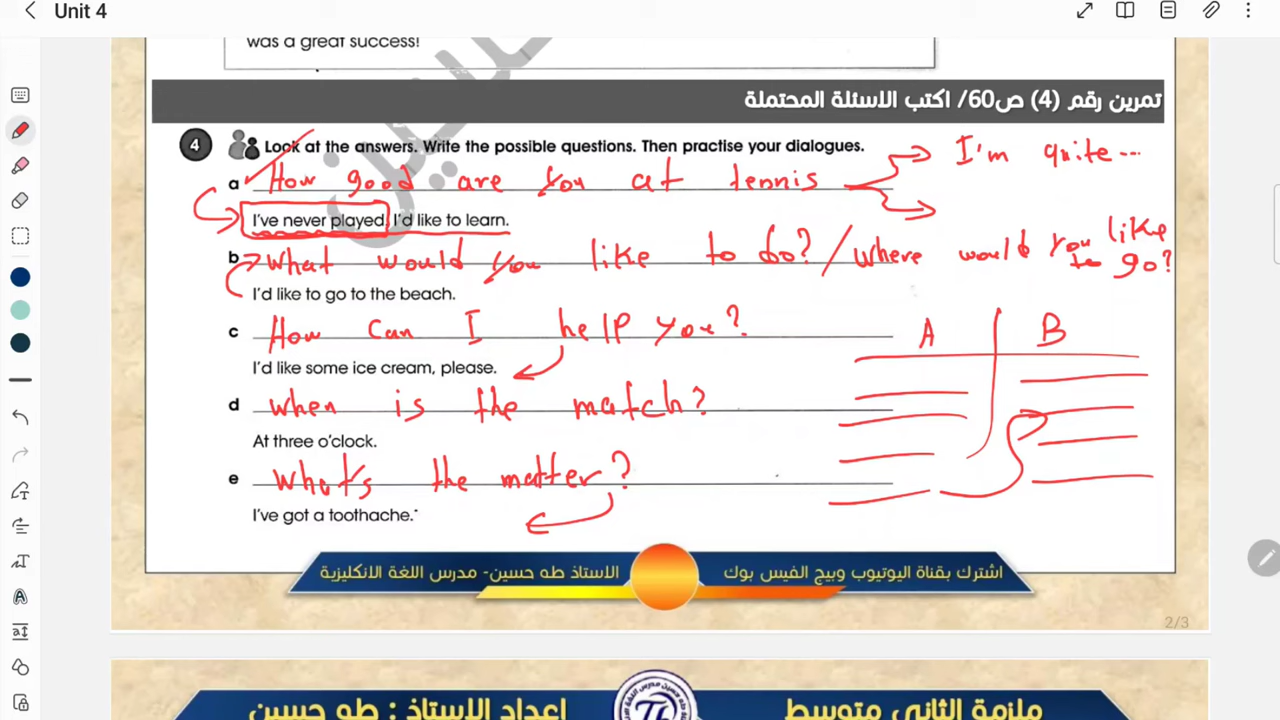 Unit 4
was a great success!
تمرين رقم (4) ص60/ اكتب الاسئلة المحتملة
4 Look at the answers. Write the possible questions. Then practise your dialogues.
I'm quite...
a How good are you at tennis
I've never played. I'd like to learn.
b What would you like to do? / Where would you like to go?
I'd like to go to the beach.
c How can I help you?
I'd like some ice cream, please.
A B
d when is the match?
At three o'clock.
e What's the matter?
I've got a toothache.
اشترك بقناة اليوتيوب وبيج الفيس بوك
الاستاذ طه حسين- مدرس اللغة الانكليزية
2/3
ملزمة الثاني متوسط
اعداد الاستاذ : طه حسين